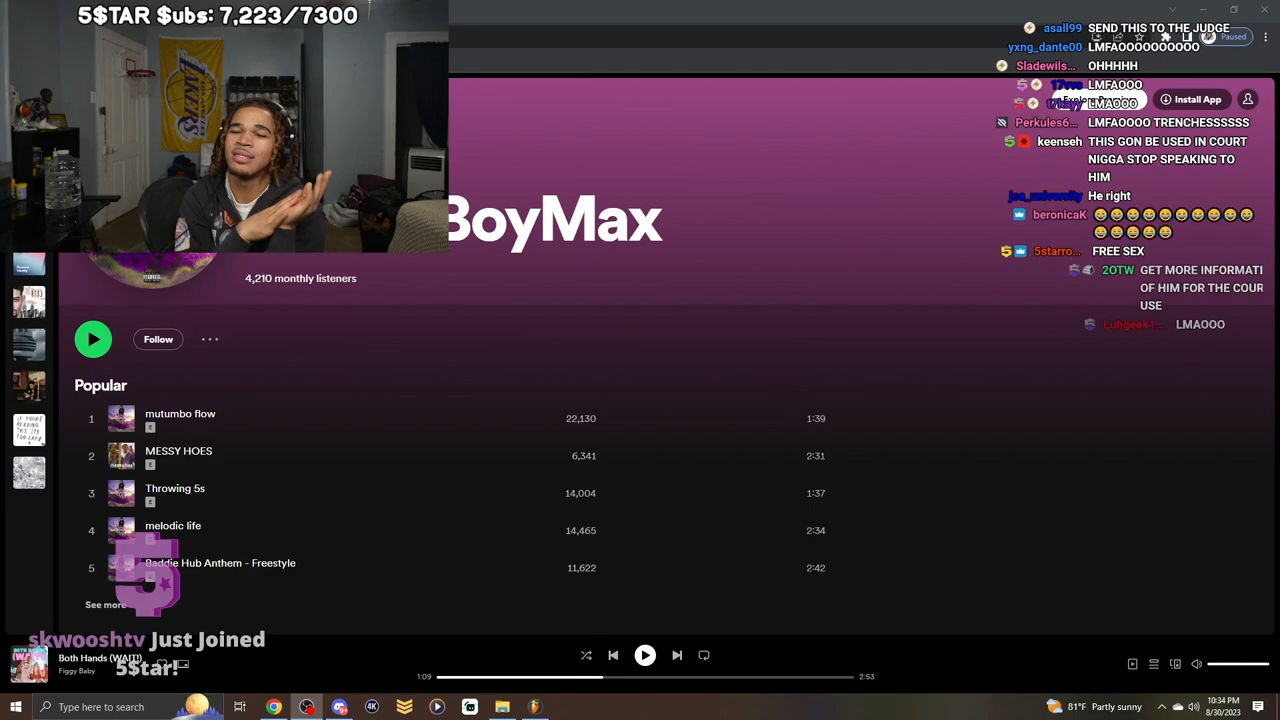 5$TAR $ubs: 7,223/7300
LAKERS
Paused
asall99 SEND THIS TO THE JUDGE
yxng_dante00 LMFAOOOOOOOOOO
Sladewils... OHHHHH
LMFAOOO
LMAOOO
Install App
Perkules6... LMFAOOOO TRENCHESSSSS
keenseh THIS GON BE USED IN COURT
NIGGA STOP SPEAKING TO
HIM
He right
beronicaK 😂😂😂😂😂😂😂😂😂😂
😂😂😂😂😂
5starro... FREE SEX
2OTW GET MORE INFORMATI
OF HIM FOR THE COUR
USE
Luhgeek1... LMAOOO
BoyMax
4,210 monthly listeners
Follow
Popular
1 mutumbo flow 22,130 1:39
E
2 MESSY HOES 6,341 2:31
E
3 Throwing 5s 14,004 1:37
E
4 melodic life 14,465 2:34
5 Baddie Hub Anthem - Freestyle 11,622 2:42
See more
skwooshtv Just Joined
5$tar!
Both Hands (WAIT!)
Figgy Baby
1:09 2:53
Type here to search
4K
81°F Partly sunny
10:34 PM
8/30/2023